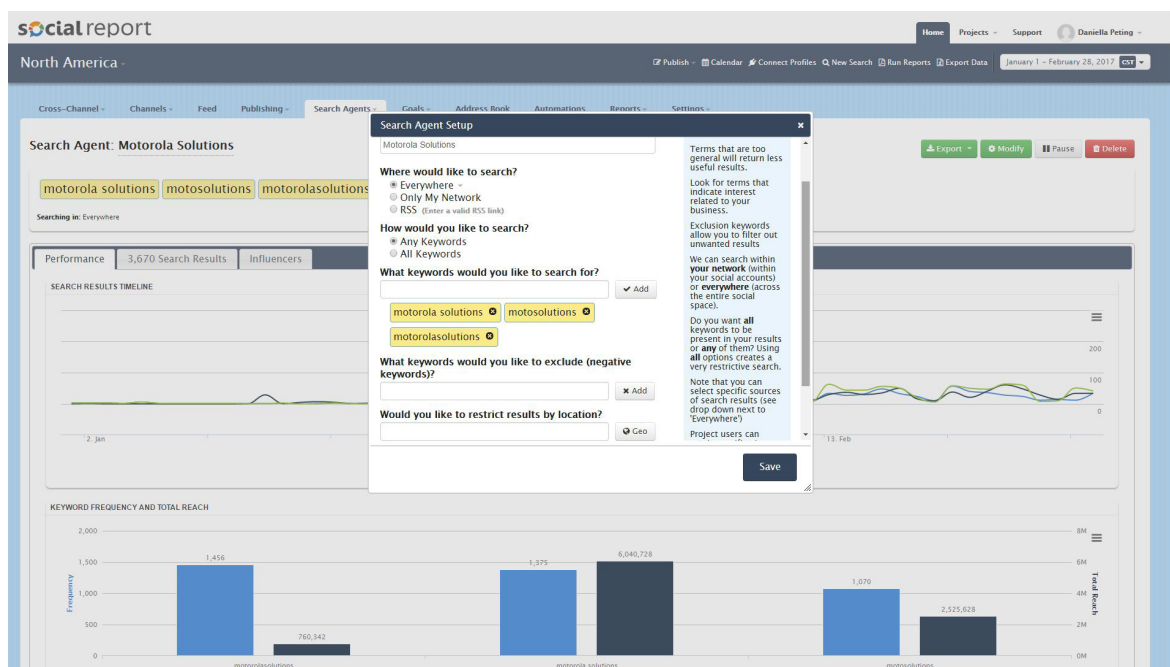 social report
Home Projects Support Daniella Peting
North America
Publish Calendar Connect Profiles New Search Run Reports Export Data January 1 - February 28, 2017 CST
Cross-Channel Channels Feed Publishing Search Agents Goals Address Book Automations Reports Settings
Search Agent: Motorola Solutions
Export Modify Pause Delete
motorola solutions motosolutions motorolasolutions
Searching in: Everywhere
Performance 3,670 Search Results Influencers
SEARCH RESULTS TIMELINE
200
100
0
2. Jan 13. Feb
Search Agent Setup x
Motorola Solutions
Where would you like to search?
Everywhere
Only My Network
RSS (Enter a valid RSS link)
How would you like to search?
Any Keywords
All Keywords
What keywords would you like to search for?
Add
motorola solutions motosolutions
motorolasolutions
What keywords would you like to exclude (negative
keywords)?
Add
Would you like to restrict results by location?
Geo
Terms that are too
general will return less
useful results.
Look for terms that
indicate interest
related to your
business.
Exclusion keywords
allow you to filter out
unwanted results
We can search within
your network (within
your social accounts)
or everywhere (across
the entire social
space).
Do you want all
keywords to be
present in your results
or any of them? Using
all options creates a
very restrictive search.
Note that you can
select specific sources
of search results (see
drop down next to
'Everywhere')
Project users can
Save
KEYWORD FREQUENCY AND TOTAL REACH
2,000 8M
1,456 1,375 6,040,728
1,500 6M
1,070
1,000 4M
2,525,628
500 2M
760,342
0 0M
Frequency
Total Reach
motorolasolutions motorola solutions motosolutions